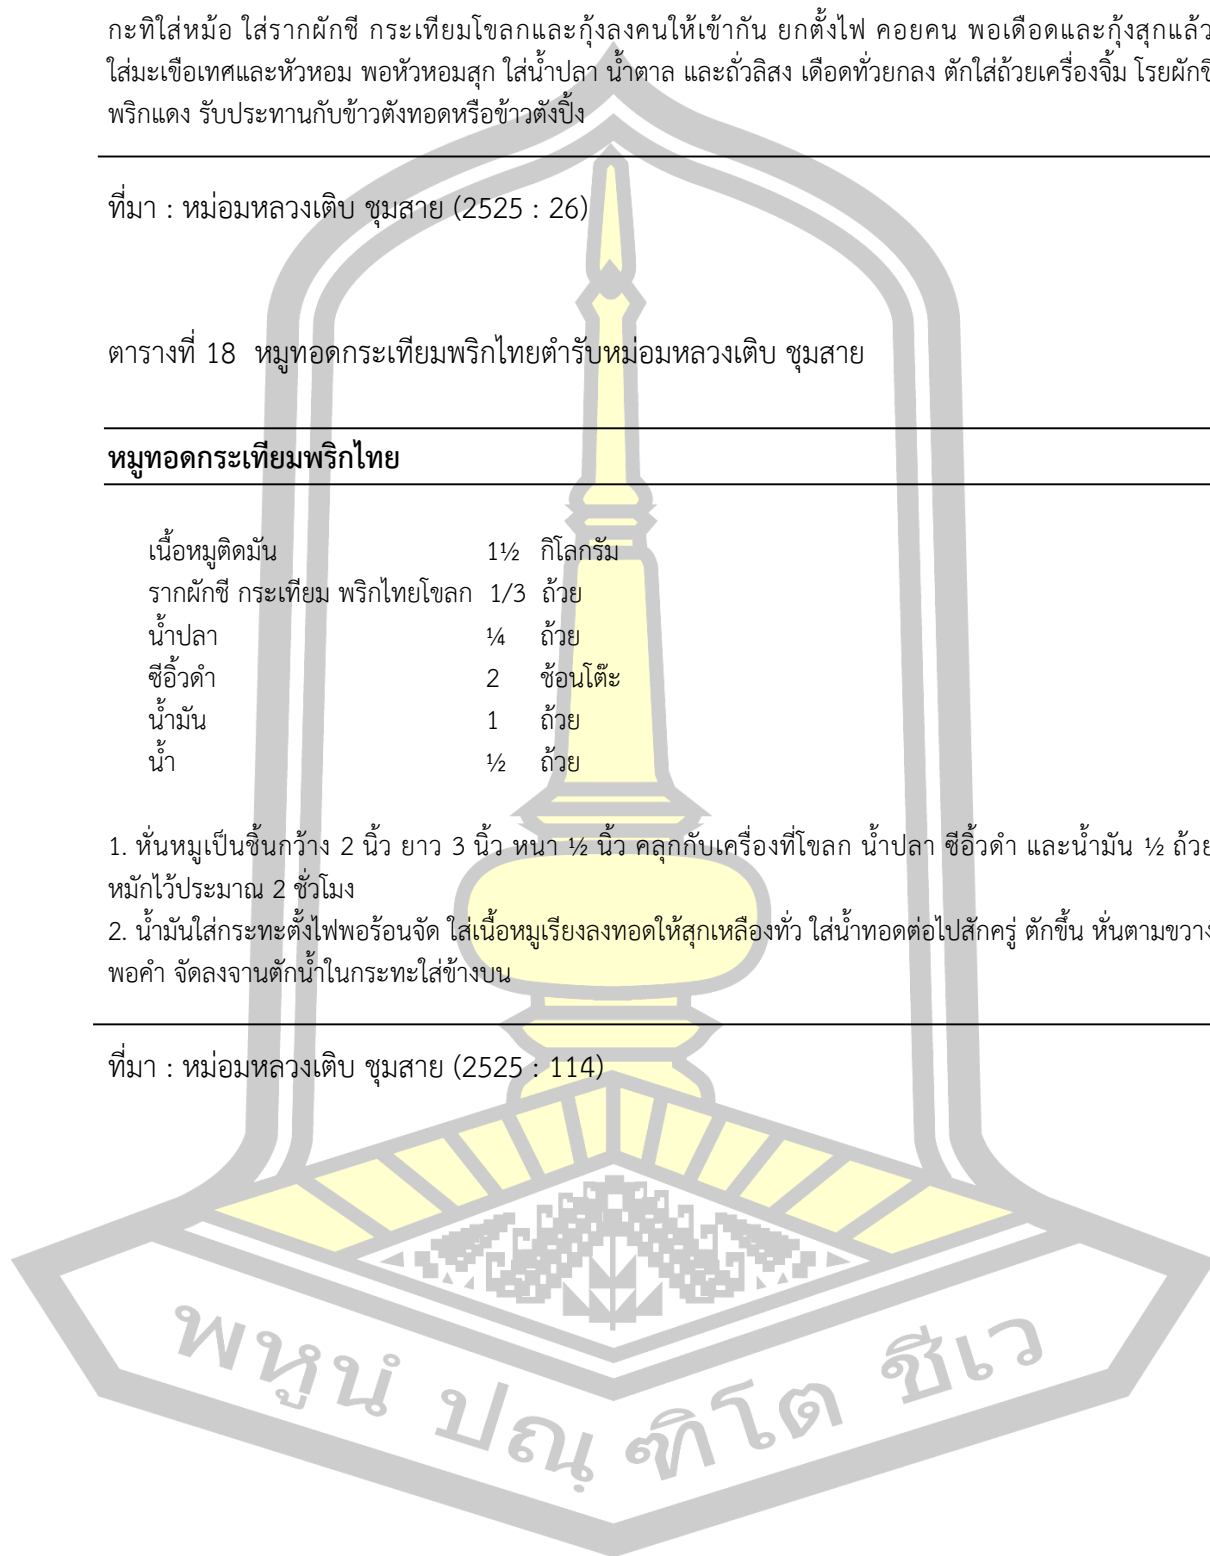 กะทิใส่หม้อ ใส่รากผักชี กระเทียมโขลกและกุ้งลงคนให้เข้ากัน ยกตั้งไฟ คอยคน พอเดือดและกุ้งสุกแล้ว
ใส่มะเขือเทศและหัวหอม พอหัวหอมสุก ใส่น้ำปลา น้ำตาล และถั่วลิสง เดือดทั่วยกลง ตักใส่ถ้วยเครื่องจิ้ม โรยผักชี
พริกแดง รับประทานกับข้าวตังทอดหรือข้าวตังปิ้ง
ที่มา : หม่อมหลวงเติบ ชุมสาย (2525 : 26)
ตารางที่ 18 หมูทอดกระเทียมพริกไทยตำรับหม่อมหลวงเติบ ชุมสาย
หมูทอดกระเทียมพริกไทย
เนื้อหมูติดมัน 1½ กิโลกรัม
รากผักชี กระเทียม พริกไทยโขลก 1/3 ถ้วย
น้ำปลา ¼ ถ้วย
ซีอิ้วดำ 2 ช้อนโต๊ะ
น้ำมัน 1 ถ้วย
น้ำ ½ ถ้วย
1. หั่นหมูเป็นชิ้นกว้าง 2 นิ้ว ยาว 3 นิ้ว หนา ½ นิ้ว คลุกกับเครื่องที่โขลก น้ำปลา ซีอิ้วดำ และน้ำมัน ½ ถ้วย
หมักไว้ประมาณ 2 ชั่วโมง
2. น้ำมันใส่กระทะตั้งไฟพอร้อนจัด ใส่เนื้อหมูเรียงลงทอดให้สุกเหลืองทั่ว ใส่น้ำทอดต่อไปสักครู่ ตักขึ้น หั่นตามขวาง
พอคำ จัดลงจานตักน้ำในกระทะใส่ข้างบน
ที่มา : หม่อมหลวงเติบ ชุมสาย (2525 : 114)
พหูนํ ปณฺฑิโต ชีเว